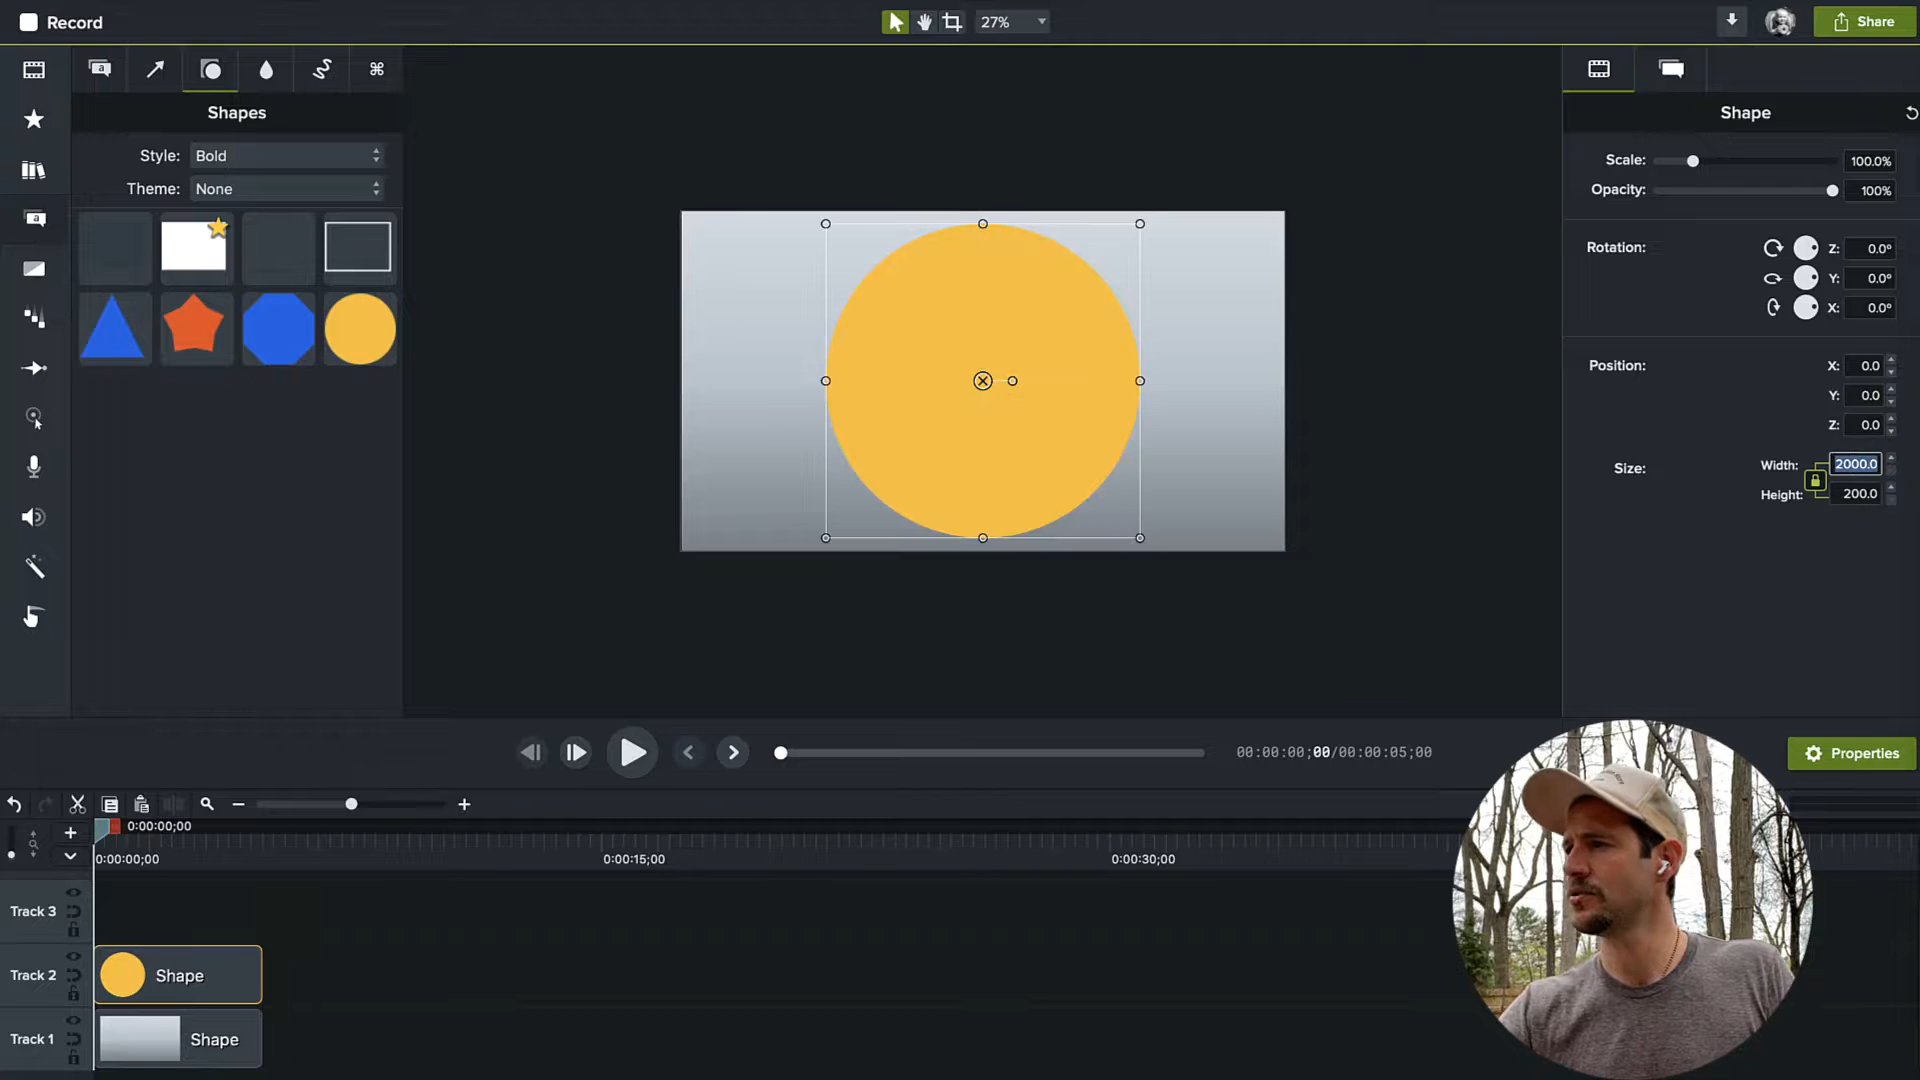 Record
27%
Share
Shapes
Style: Bold
Theme: None
Shape
Scale: 100.0%
Opacity: 100%
Rotation:
Z: 0.0°
Y: 0.0°
X: 0.0°
Position:
X: 0.0
Y: 0.0
Z: 0.0
Size:
Width: 2000.0
Height: 200.0
00:00:00;00/00:00:05;00
Properties
0:00:00;00
0:00:00;00
0:00:15;00
0:00:30;00
Track 3
Track 2
Shape
Track 1
Shape